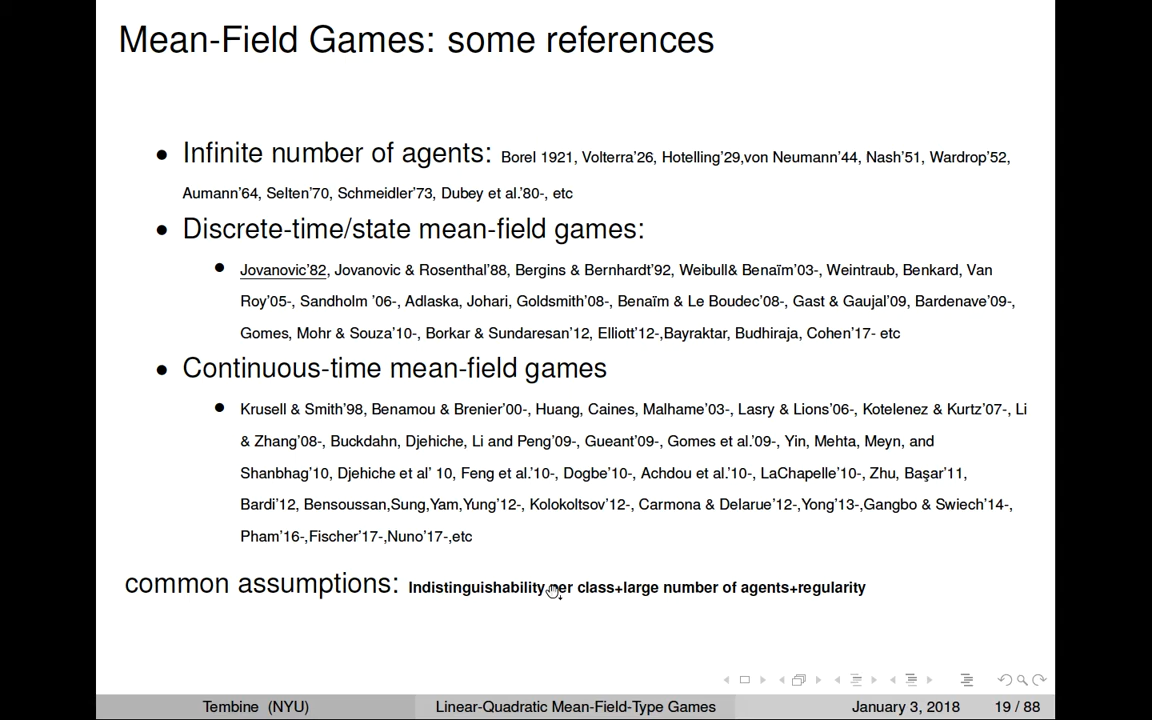 Mean-Field Games: some references
• Infinite number of agents: Borel 1921, Volterra'26, Hotelling'29,von Neumann'44, Nash'51, Wardrop'52,
Aumann'64, Selten'70, Schmeidler'73, Dubey et al.'80-, etc
• Discrete-time/state mean-field games:
• Jovanovic'82, Jovanovic & Rosenthal'88, Bergins & Bernhardt'92, Weibull& Benaïm'03-, Weintraub, Benkard, Van
Roy'05-, Sandholm '06-, Adlaska, Johari, Goldsmith'08-, Benaïm & Le Boudec'08-, Gast & Gaujal'09, Bardenave'09-,
Gomes, Mohr & Souza'10-, Borkar & Sundaresan'12, Elliott'12-,Bayraktar, Budhiraja, Cohen'17- etc
• Continuous-time mean-field games
• Krusell & Smith'98, Benamou & Brenier'00-, Huang, Caines, Malhame'03-, Lasry & Lions'06-, Kotelenez & Kurtz'07-, Li
& Zhang'08-, Buckdahn, Djehiche, Li and Peng'09-, Gueant'09-, Gomes et al.'09-, Yin, Mehta, Meyn, and
Shanbhag'10, Djehiche et al' 10, Feng et al.'10-, Dogbe'10-, Achdou et al.'10-, LaChapelle'10-, Zhu, Başar'11,
Bardi'12, Bensoussan,Sung,Yam,Yung'12-, Kolokoltsov'12-, Carmona & Delarue'12-,Yong'13-,Gangbo & Swiech'14-,
Pham'16-,Fischer'17-,Nuno'17-,etc
common assumptions: Indistinguishability per class+large number of agents+regularity
Tembine (NYU) Linear-Quadratic Mean-Field-Type Games January 3, 2018 19 / 88